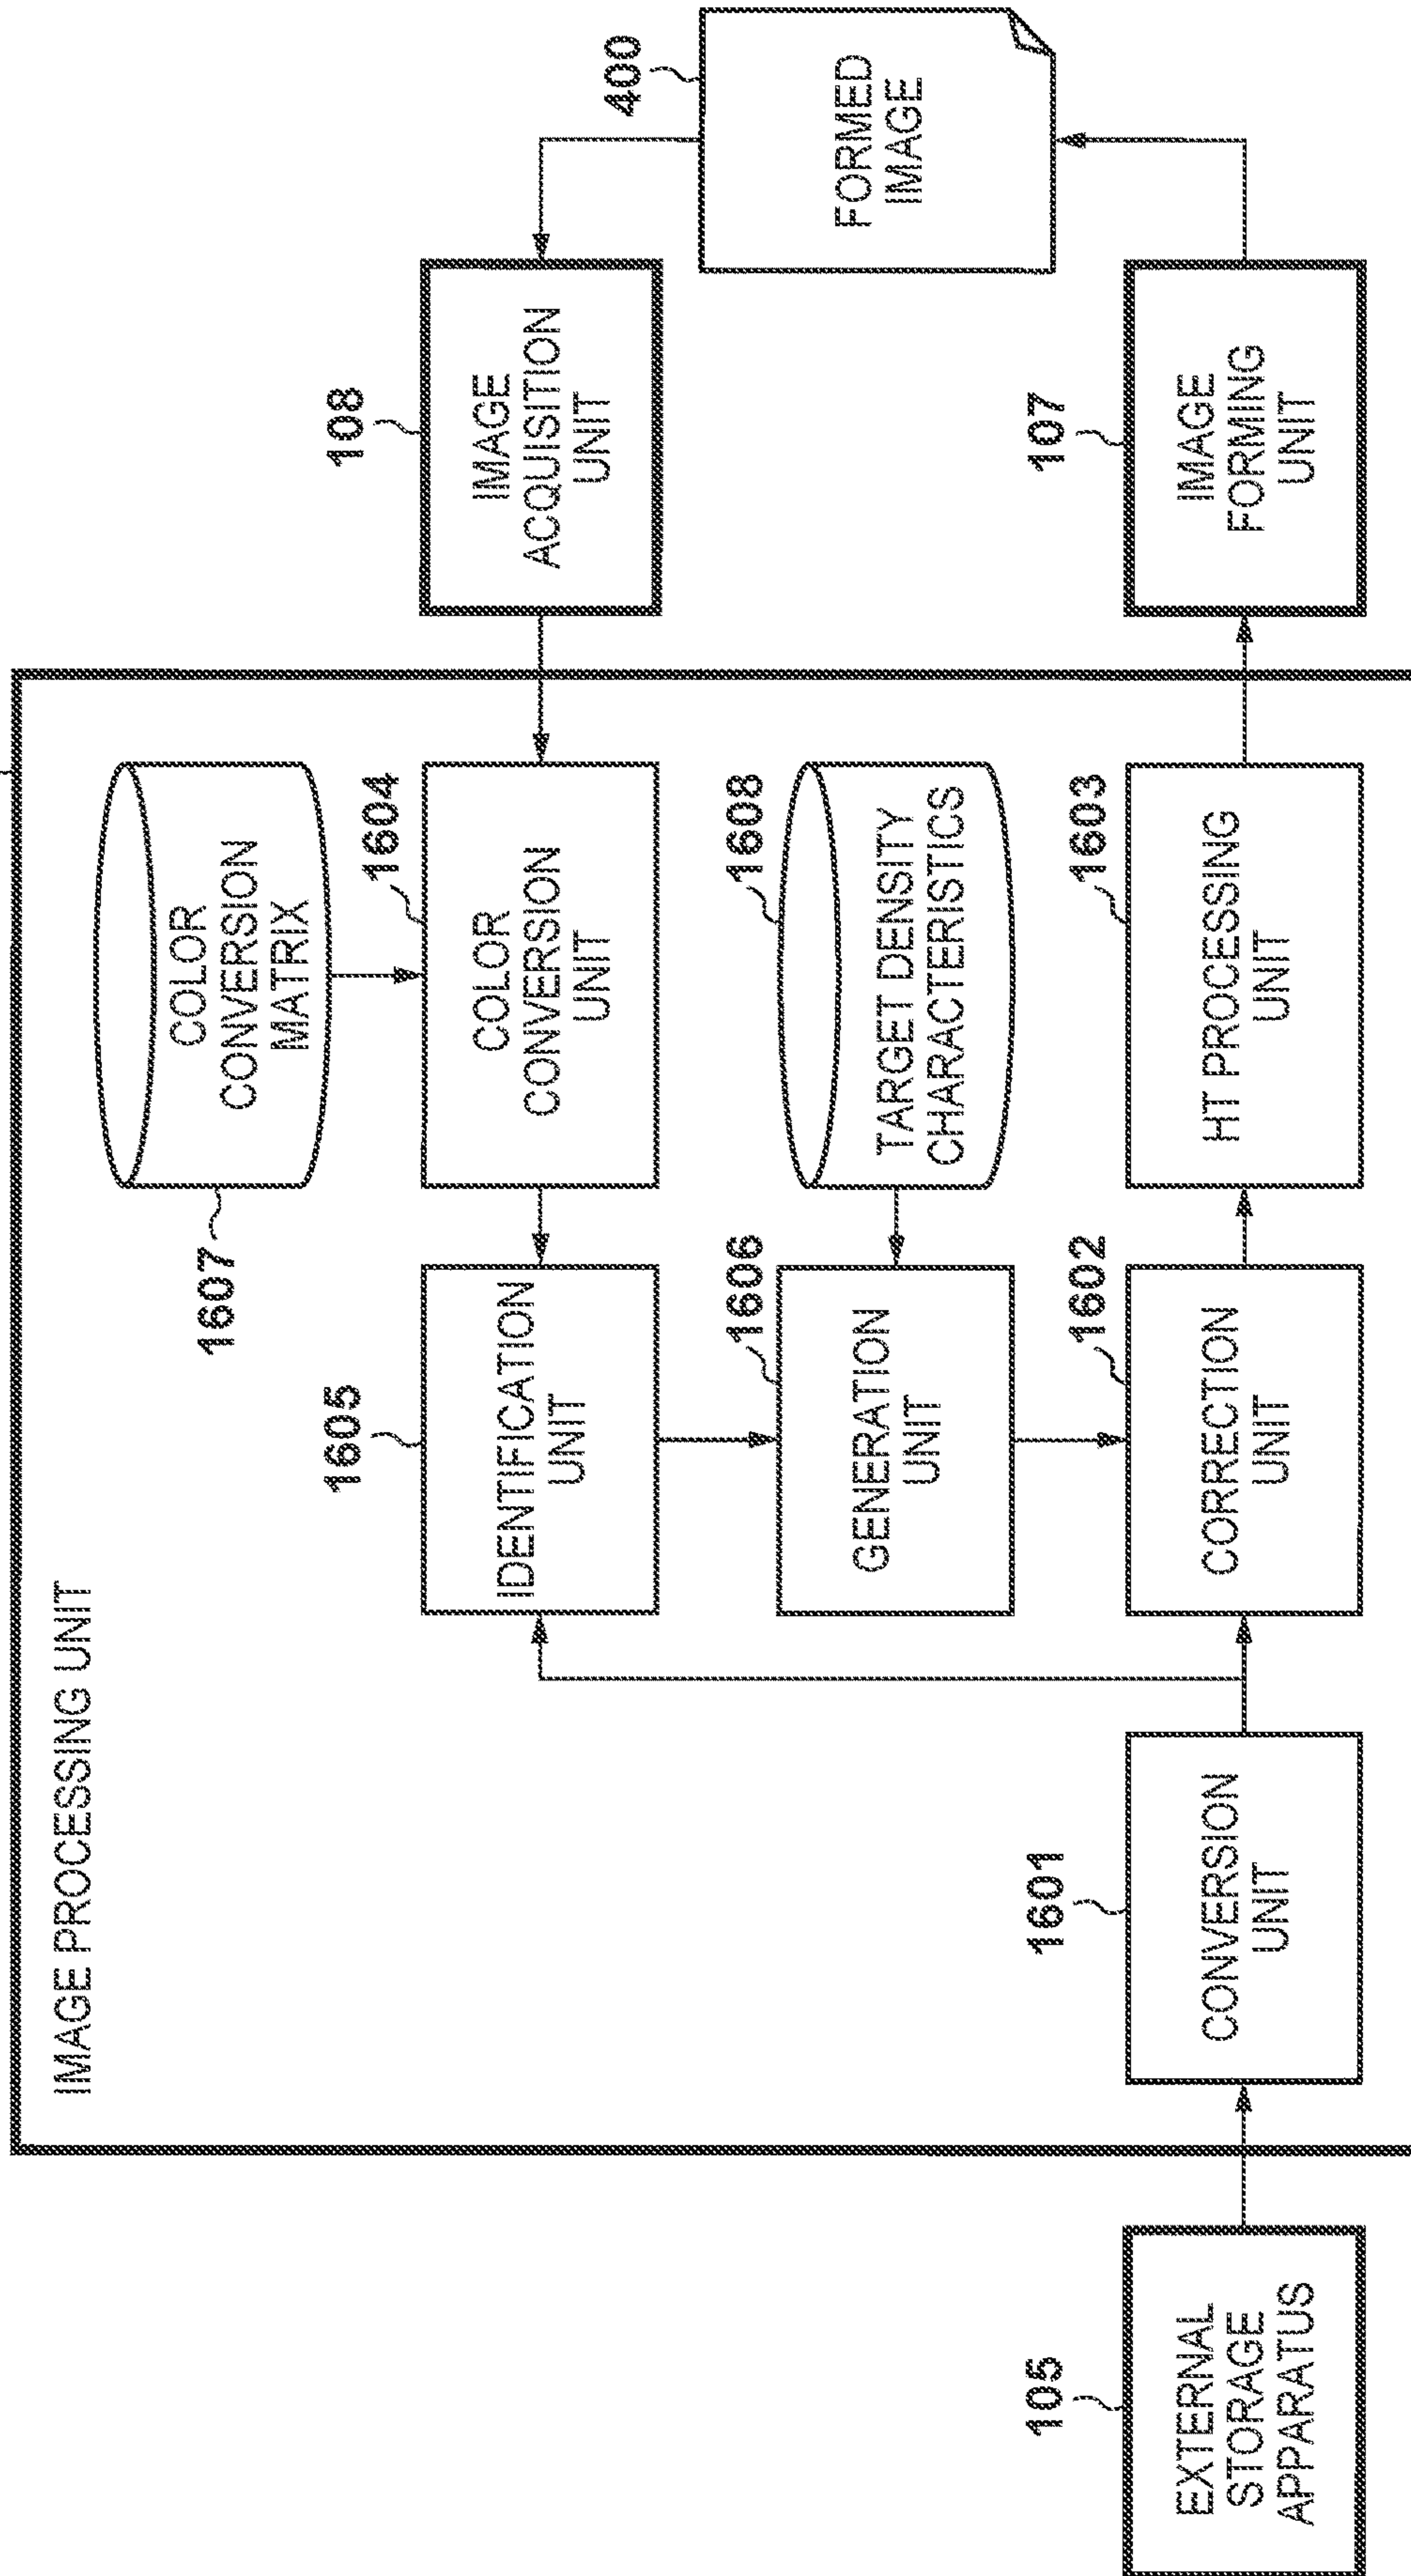 IMAGE PROCESSING UNIT
1607
COLOR
CONVERSION
MATRIX
1605
IDENTIFICATION
UNIT
1604
COLOR
CONVERSION
UNIT
108
IMAGE
ACQUISITION
UNIT
400
FORMED
IMAGE
1606
GENERATION
UNIT
1608
TARGET DENSITY
CHARACTERISTICS
105
EXTERNAL
STORAGE
APPARATUS
1601
CONVERSION
UNIT
1602
CORRECTION
UNIT
1603
HT PROCESSING
UNIT
107
IMAGE
FORMING
UNIT